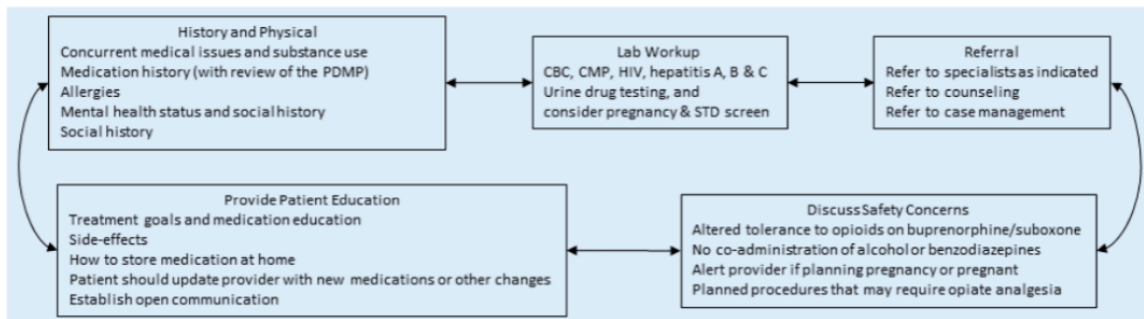 History and Physical
Concurrent medical issues and substance use
Medication history (with review of the PDMP)
Allergies
Mental health status and social history
Social history
Lab Workup
CBC, CMP, HIV, hepatitis A, B & C
Urine drug testing, and
consider pregnancy & STD screen
Referral
Refer to specialists as indicated
Refer to counseling
Refer to case management
Provide Patient Education
Treatment goals and medication education
Side-effects
How to store medication at home
Patient should update provider with new medications or other changes
Establish open communication
Discuss Safety Concerns
Altered tolerance to opioids on buprenorphine/suboxone
No co-administration of alcohol or benzodiazepines
Alert provider if planning pregnancy or pregnant
Planned procedures that may require opiate analgesia